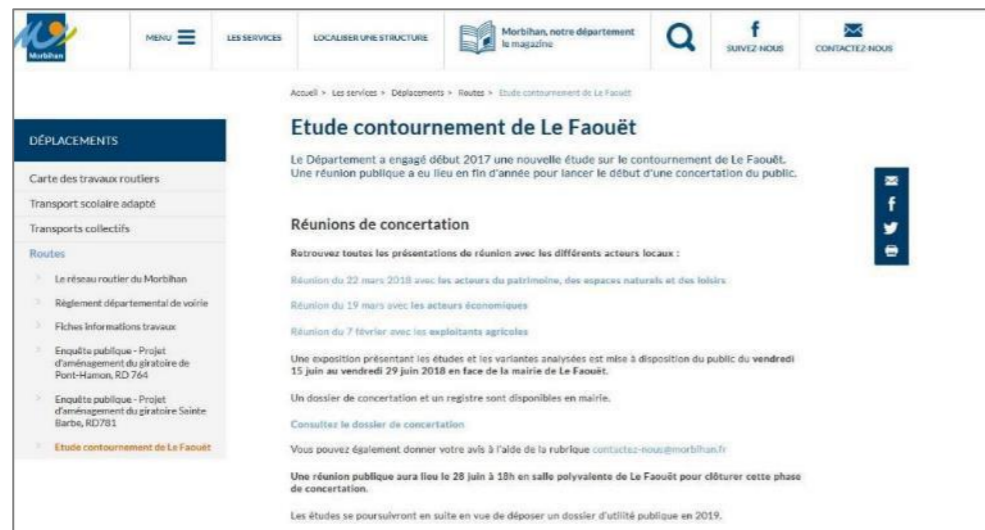 Morbihan
MENU
LES SERVICES
LOCALISER UNE STRUCTURE
Morbihan, notre département
le magazine
SUIVEZ-NOUS
CONTACTEZ-NOUS
Accueil > Les services > Déplacements > Routes > Etude contournement de Le Faouët
DÉPLACEMENTS
Carte des travaux routiers
Transport scolaire adapté
Transports collectifs
Routes
> Le réseau routier du Morbihan
> Règlement départemental de voirie
> Fiches informations travaux
> Enquête publique - Projet
d'aménagement du giratoire de
Pont-Hamon, RD 764
> Enquête publique - Projet
d'aménagement du giratoire Sainte
Barbe, RD781
> Etude contournement de Le Faouët
Etude contournement de Le Faouët
Le Département a engagé début 2017 une nouvelle étude sur le contournement de Le Faouët.
Une réunion publique a eu lieu en fin d'année pour lancer le début d'une concertation du public.
Réunions de concertation
Retrouvez toutes les présentations de réunion avec les différents acteurs locaux :
Réunion du 22 mars 2018 avec les acteurs du patrimoine, des espaces naturels et des loisirs
Réunion du 19 mars avec les acteurs économiques
Réunion du 7 février avec les exploitants agricoles
Une exposition présentant les études et les variantes analysées est mise à disposition du public du vendredi
15 juin au vendredi 29 juin 2018 en face de la mairie de Le Faouët.
Un dossier de concertation et un registre sont disponibles en mairie.
Consultez le dossier de concertation
Vous pouvez également donner votre avis à l'aide de la rubrique contactez-nous@morbihan.fr
Une réunion publique aura lieu le 28 juin à 18h en salle polyvalente de Le Faouët pour clôturer cette phase
de concertation.
Les études se poursuivront en suite en vue de déposer un dossier d'utilité publique en 2019.